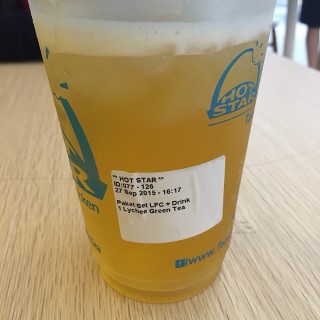 HOT
STAR
** HOT STAR **
ID:077 - 126
27 Sep 2015 - 16:17
Paket Set LFC + Drink
1 Lychee Green Tea
www.fac